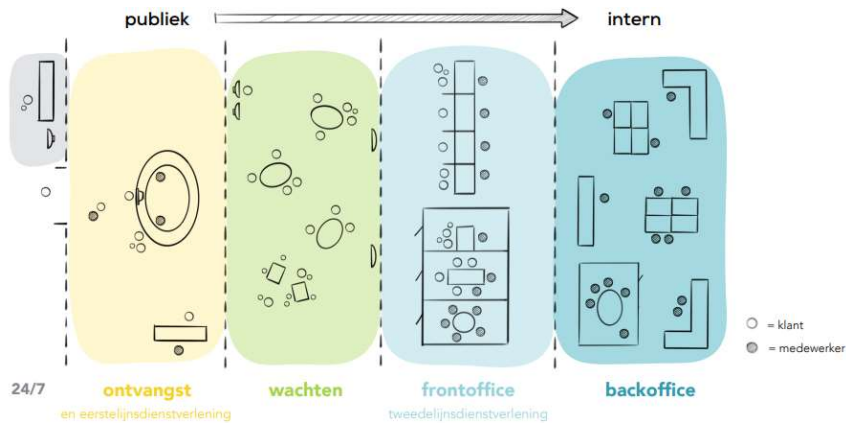 publiek intern
= klant
= medewerker
24/7 ontvangst wachten frontoffice backoffice
en eerstelijnsdienstverlening tweedelijnsdienstverlening